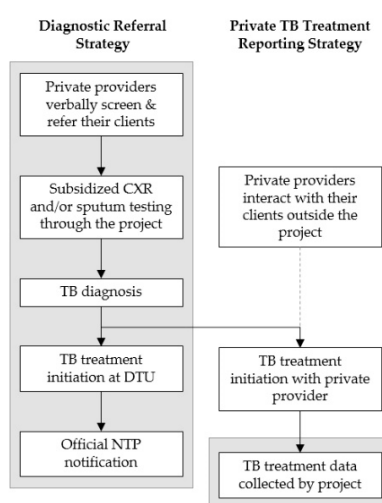 Diagnostic Referral
Strategy
Private providers
verbally screen &
refer their clients
Subsidized CXR
and/or sputum testing
through the project
TB diagnosis
TB treatment
initiation at DTU
Official NTP
notification
Private TB Treatment
Reporting Strategy
Private providers
interact with their
clients outside the
project
TB treatment
initiation with private
provider
TB treatment data
collected by project